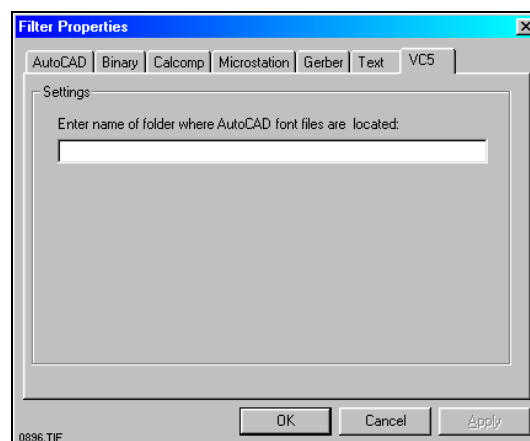 Filter Properties
AutoCAD Binary Calcomp Microstation Gerber Text VC5
Settings
Enter name of folder where AutoCAD font files are located:
OK Cancel Apply
0896.TIF